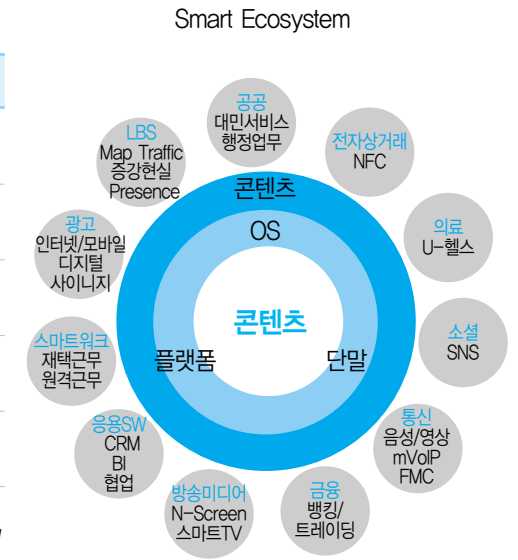 Smart Ecosystem
공공
대민서비스
행정업무
전자상거래
NFC
의료
U-헬스
소셜
SNS
통신
음성/영상
mVoIP
FMC
금융
뱅킹/
트레이딩
방송미디어
N-Screen
스마트TV
응용SW
CRM
BI
협업
스마트워크
재택근무
원격근무
광고
인터넷/모바일
디지털
사이니지
LBS
Map Traffic
증강현실
Presence
콘텐츠
OS
콘텐츠
플랫폼
단말